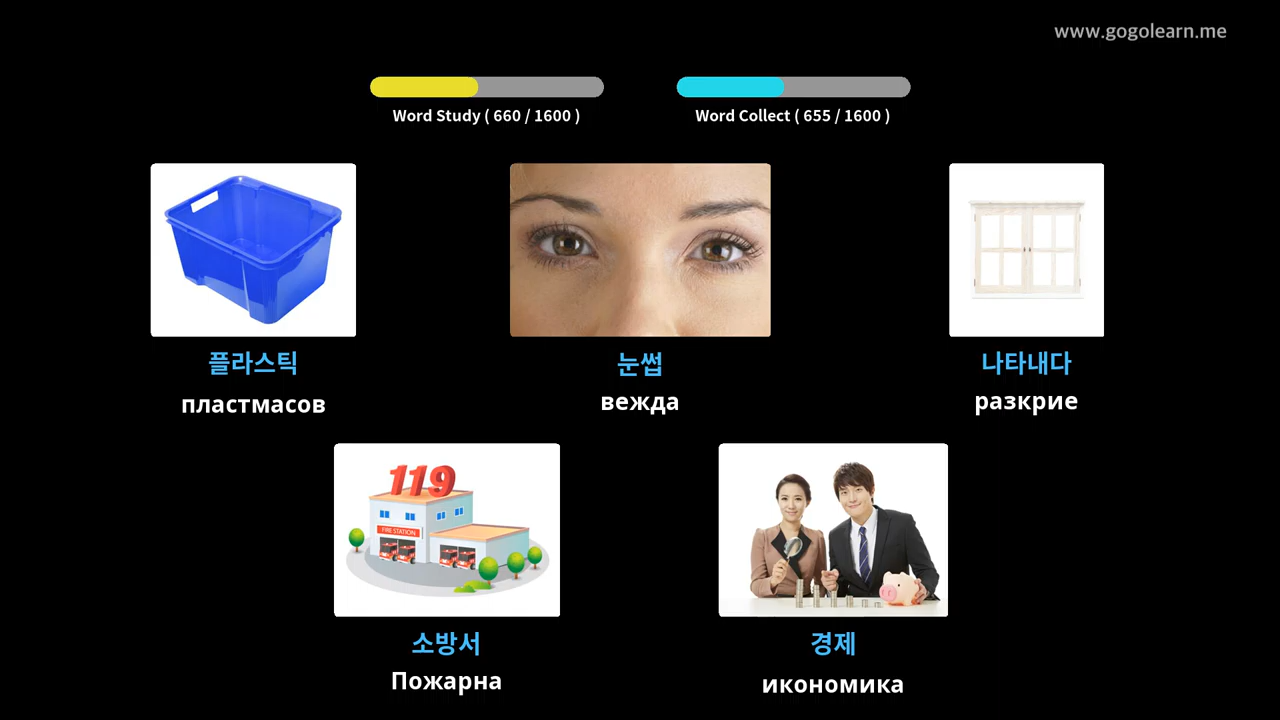 www.gogolearn.me
Word Study ( 660 / 1600 )
Word Collect ( 655 / 1600 )
플라스틱
пластмасов
눈썹
вежда
나타내다
разкрие
119
FIRE STATION
소방서
Пожарна
경제
икономика